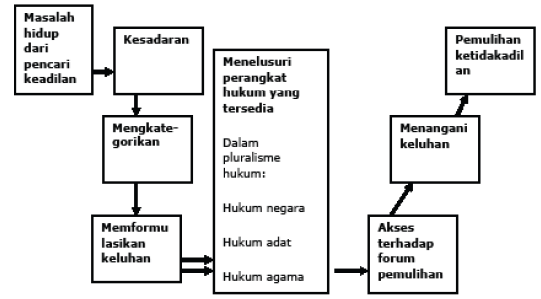 Masalah
hidup
dari
pencari
keadilan
Kesadaran
Mengkate-
gorikan
Memformu
lasikan
keluhan
Menelusuri
perangkat
hukum yang
tersedia
Dalam
pluralisme
hukum:
Hukum negara
Hukum adat
Hukum agama
Akses
terhadap
forum
pemulihan
Menangani
keluhan
Pemulihan
ketidakadil
an